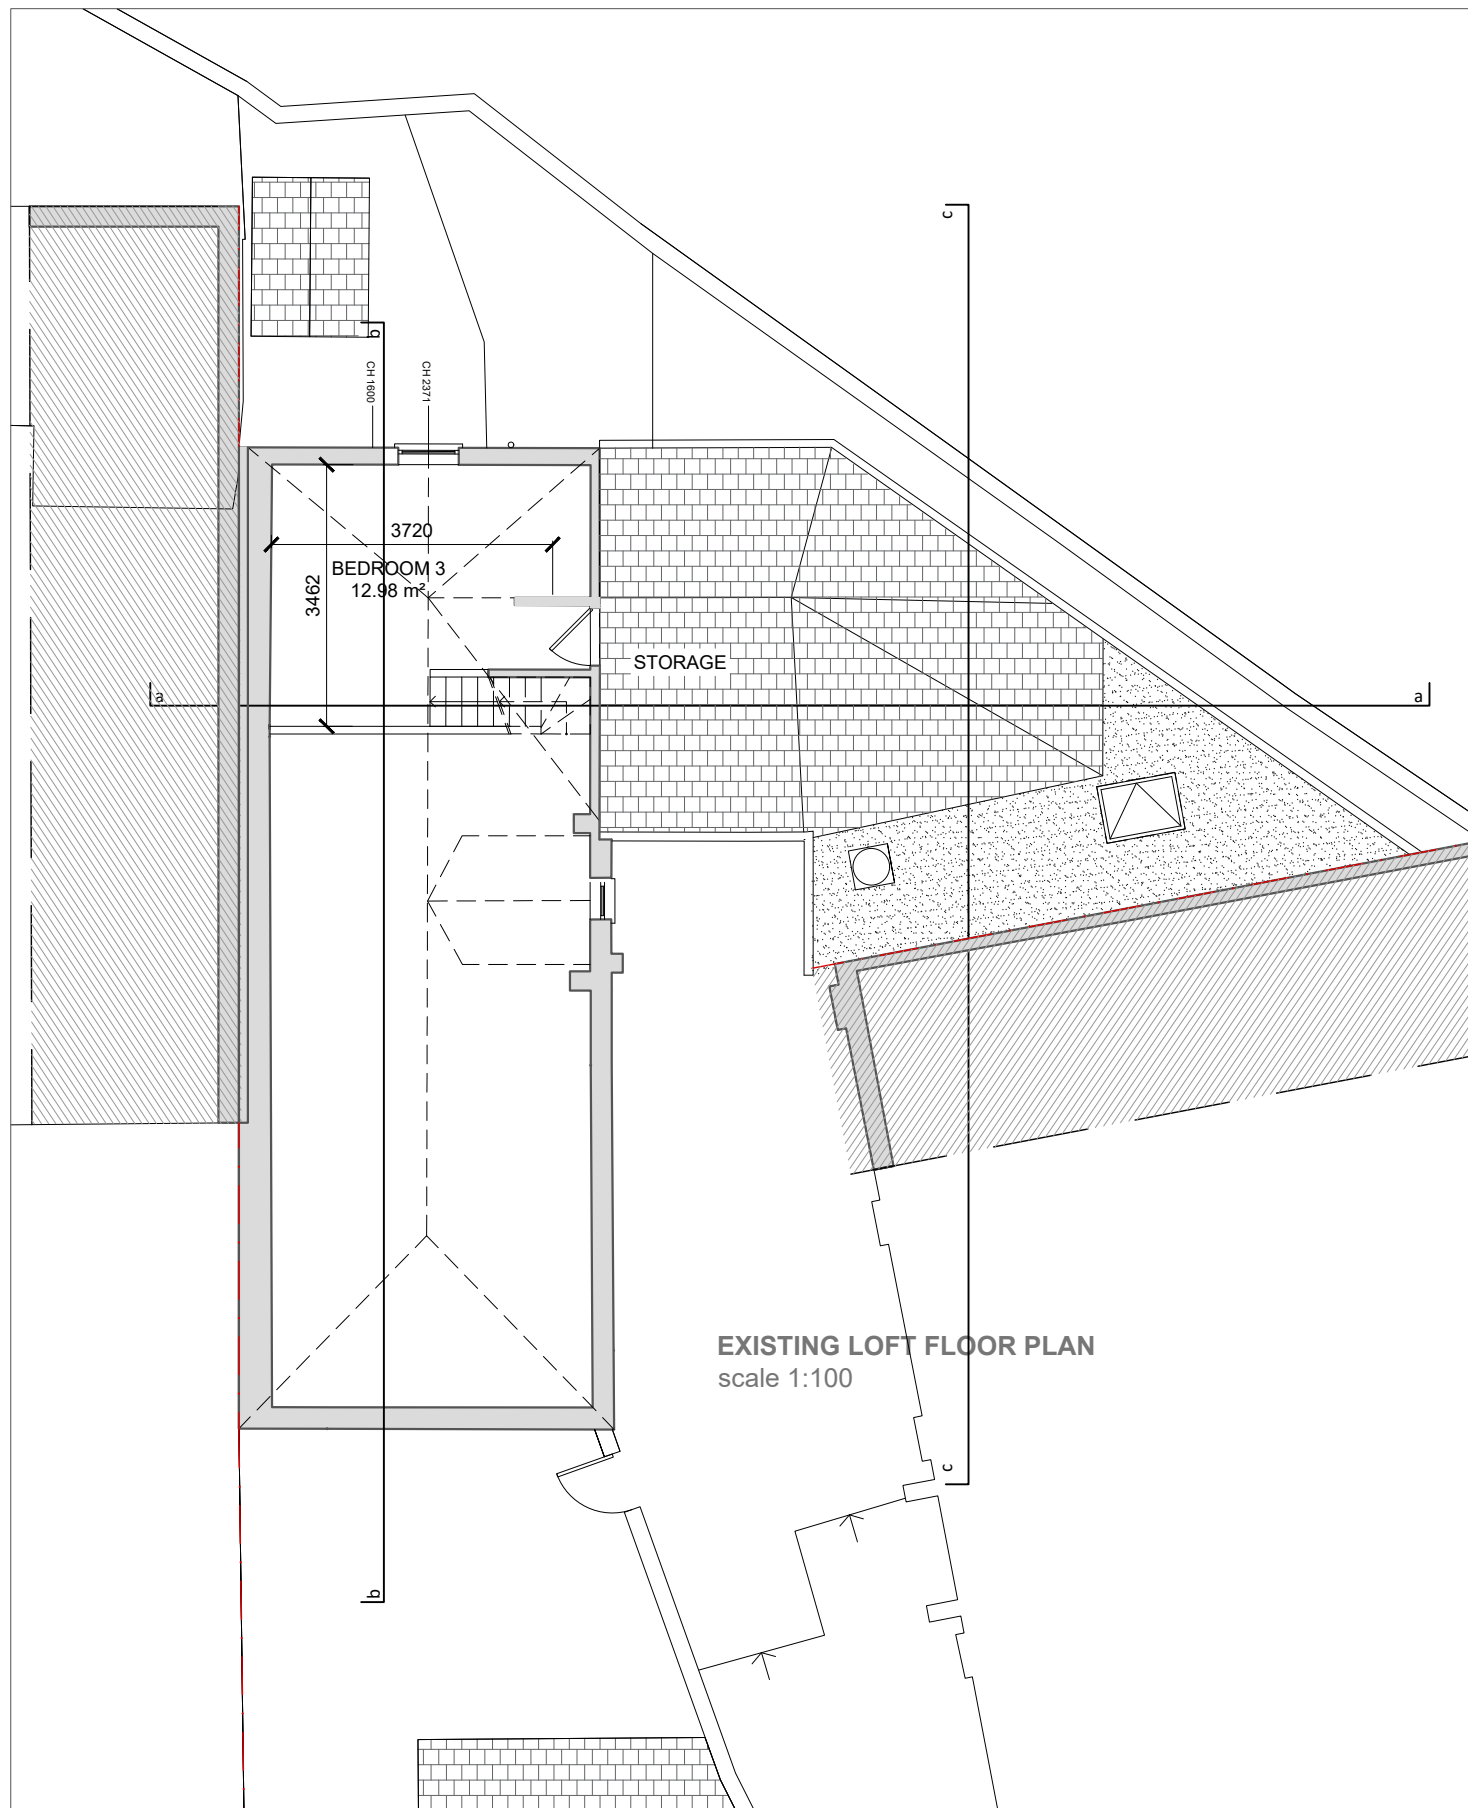 c
b
CH 1600
CH 2371
3720
BEDROOM 3
12.98 m²
3462
STORAGE
a
a
EXISTING LOFT FLOOR PLAN
scale 1:100
c
b